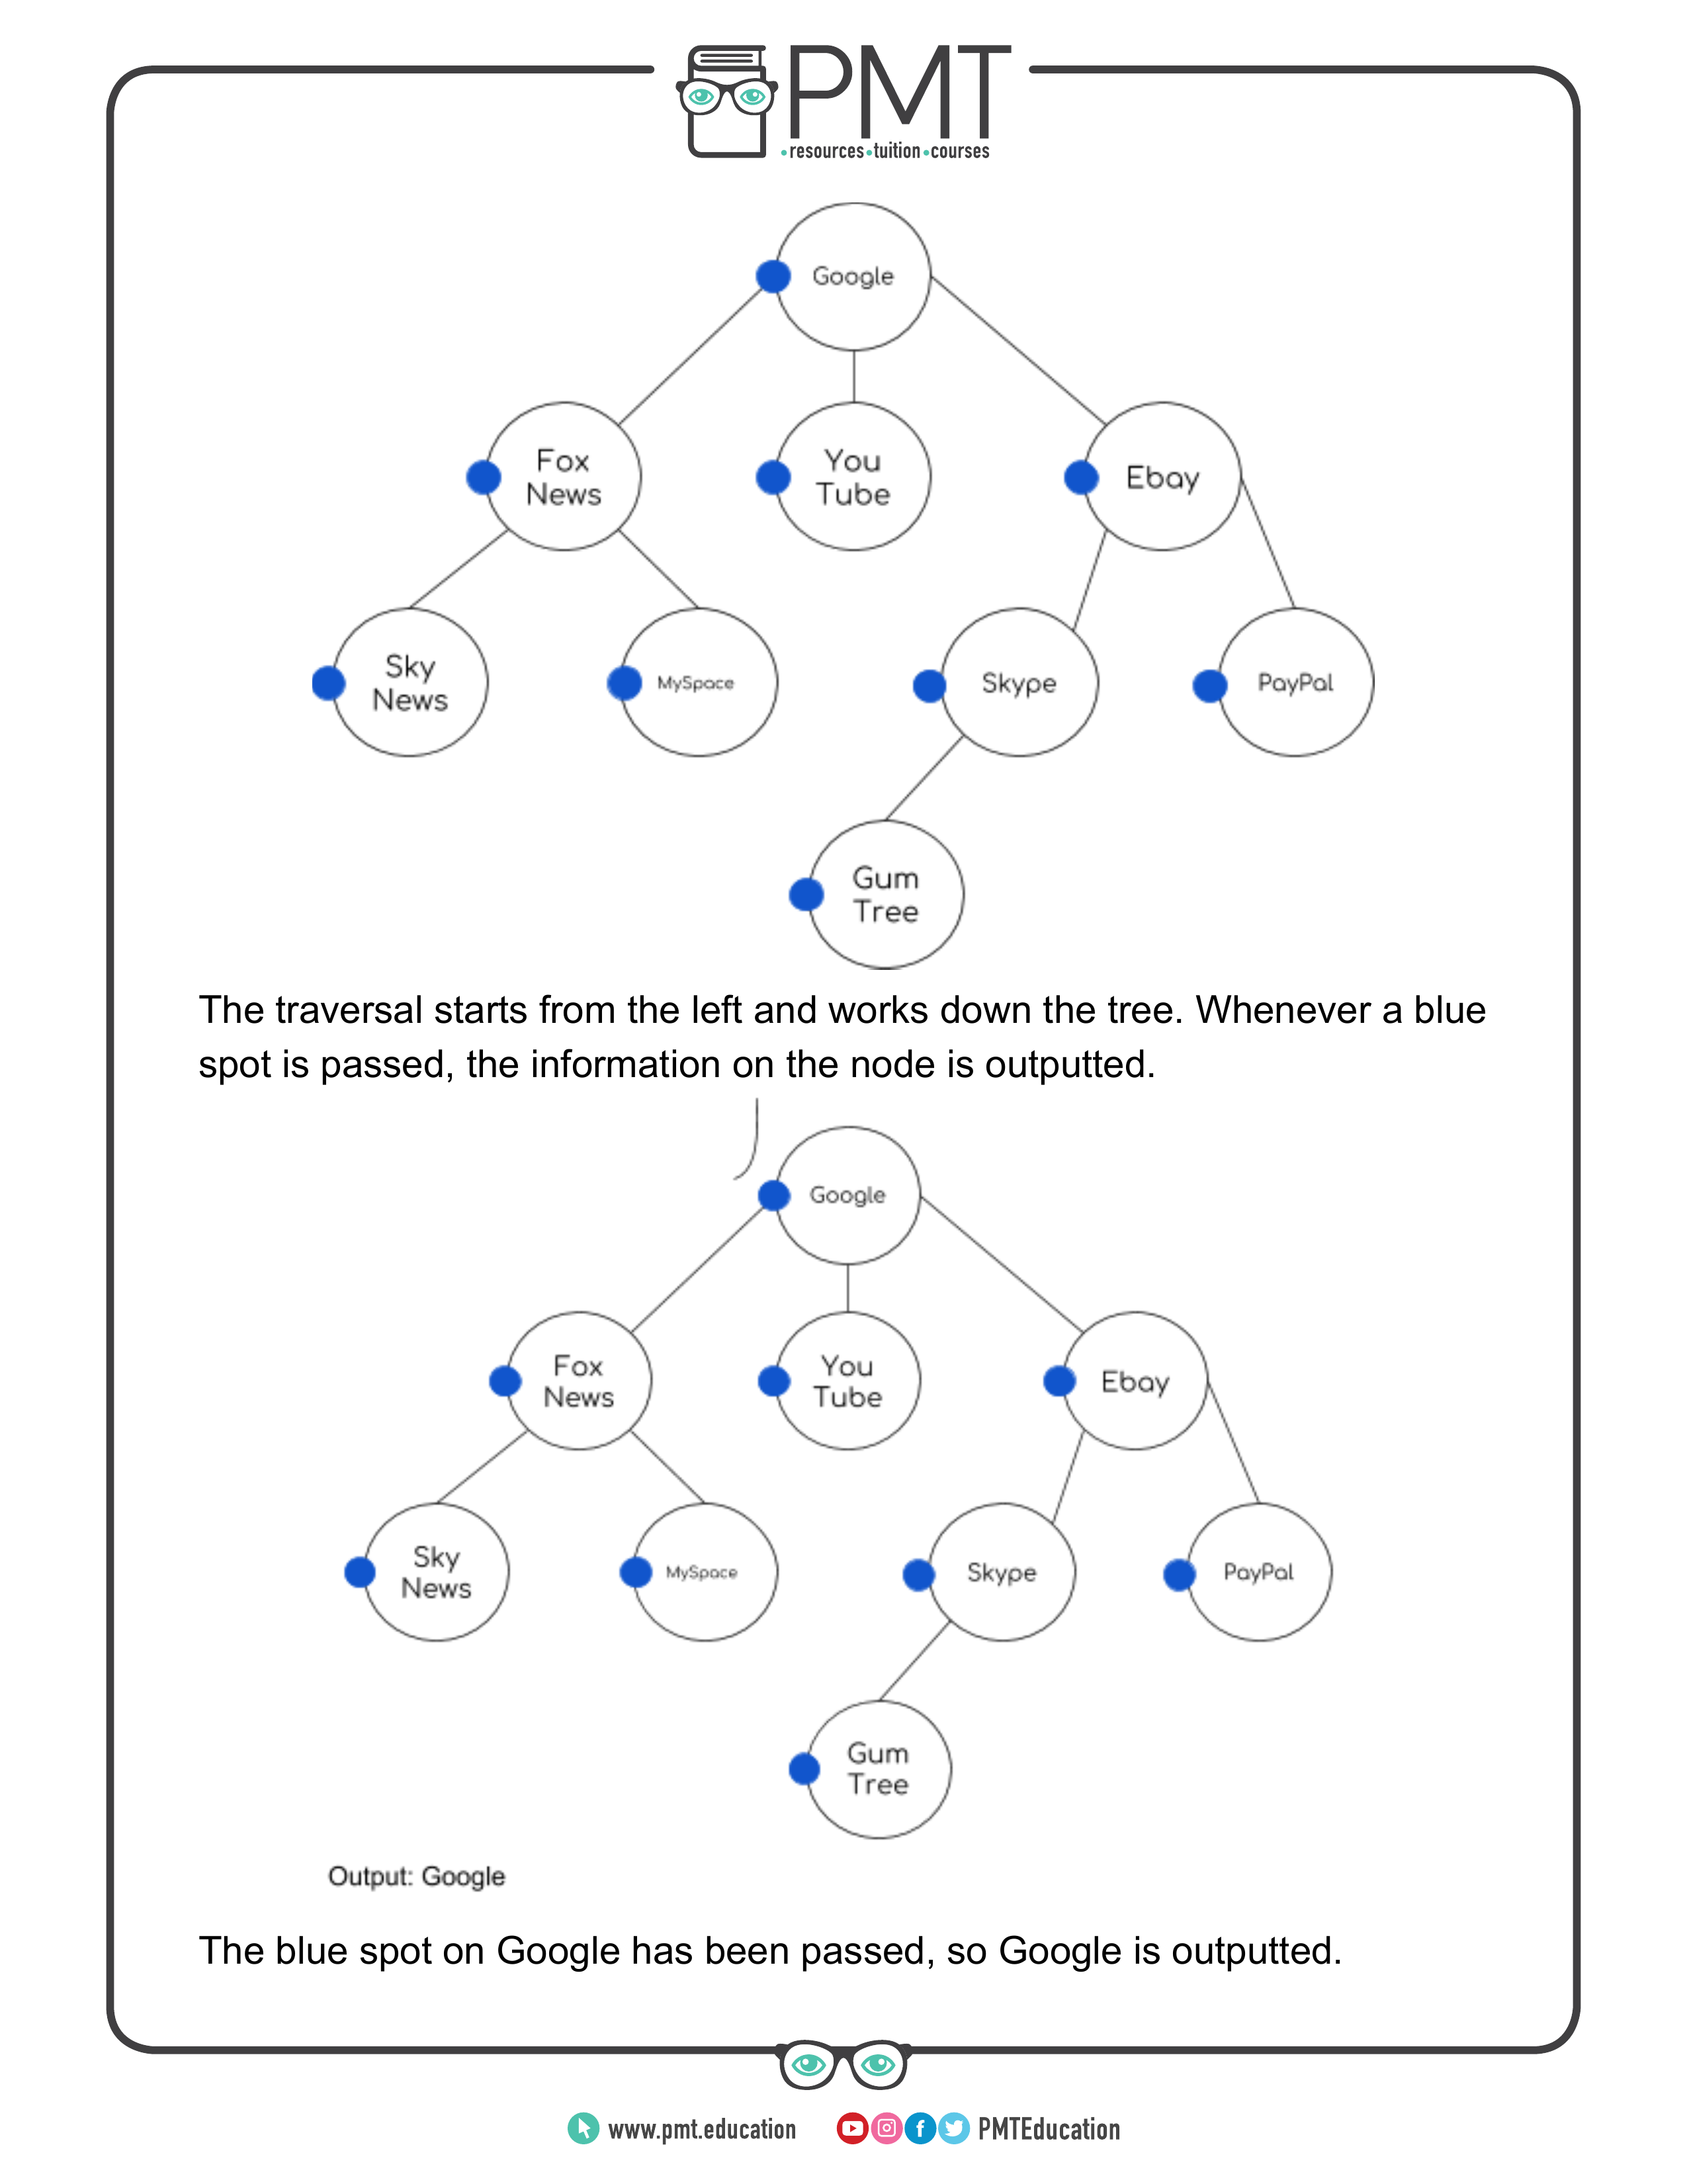 PMT
resources tuition courses
Google
Fox
News
You
Tube
Ebay
Sky
News
MySpace
Skype
PayPal
Gum
Tree
The traversal starts from the left and works down the tree. Whenever a blue
spot is passed, the information on the node is outputted.
Google
Fox
News
You
Tube
Ebay
Sky
News
MySpace
Skype
PayPal
Gum
Tree
Output: Google
The blue spot on Google has been passed, so Google is outputted.
www.pmt.education
PMTEducation